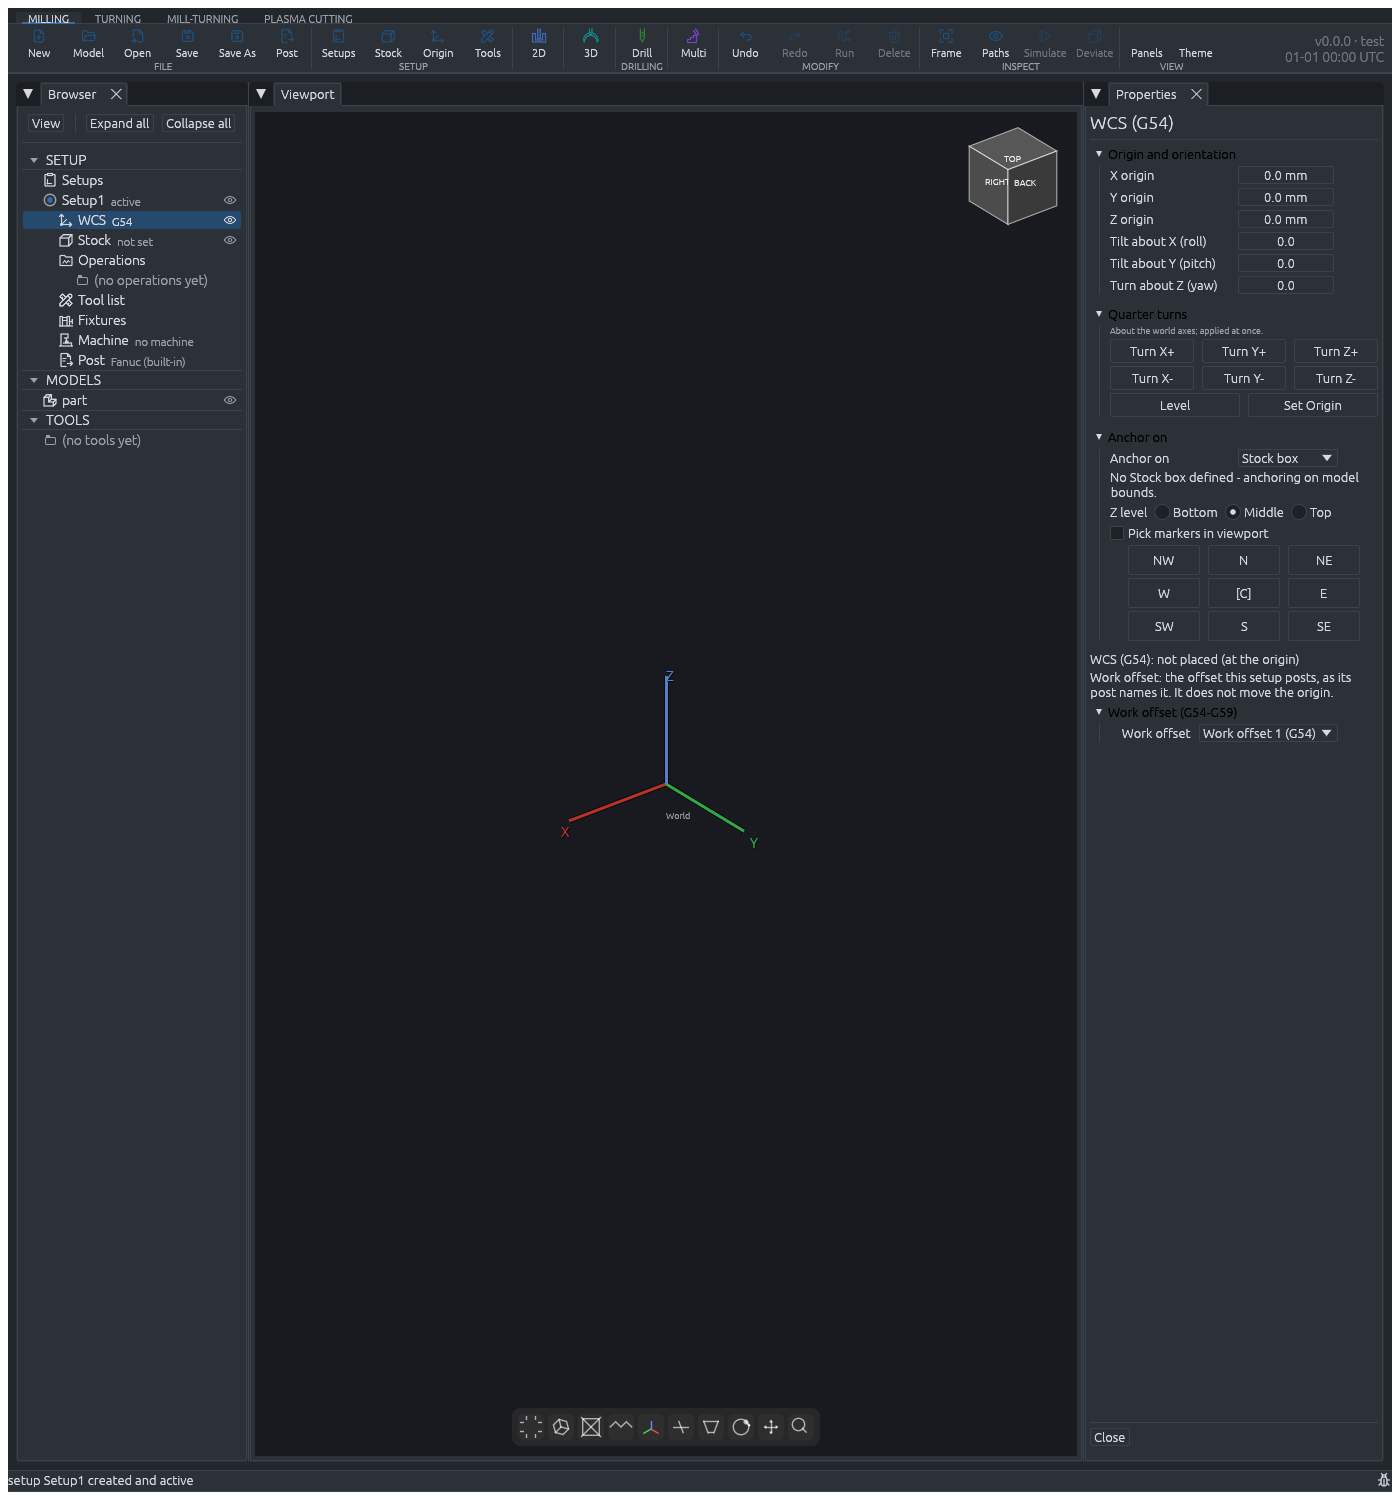 MILLING TURNING MILL-TURNING PLASMA CUTTING
New Model Open Save Save As Post Setups Stock Origin Tools 2D 3D Drill Multi Undo Redo Run Delete Frame Paths Simulate Deviate Panels Theme
FILE SETUP DRILLING MODIFY INSPECT VIEW
v0.0.0 · test
01-01 00:00 UTC
Browser
View Expand all Collapse all
SETUP
Setups
Setup1 active
WCS G54
Stock not set
Operations
(no operations yet)
Tool list
Fixtures
Machine no machine
Post Fanuc (built-in)
MODELS
part
TOOLS
(no tools yet)
Viewport
TOP
RIGHT BACK
Z
World
X
Y
Properties
WCS (G54)
Origin and orientation
X origin 0.0 mm
Y origin 0.0 mm
Z origin 0.0 mm
Tilt about X (roll) 0.0
Tilt about Y (pitch) 0.0
Turn about Z (yaw) 0.0
Quarter turns
About the world axes; applied at once.
Turn X+ Turn Y+ Turn Z+
Turn X- Turn Y- Turn Z-
Level Set Origin
Anchor on
Anchor on Stock box
No Stock box defined - anchoring on model
bounds.
Z level Bottom Middle Top
Pick markers in viewport
NW N NE
W [C] E
SW S SE
WCS (G54): not placed (at the origin)
Work offset: the offset this setup posts, as its
post names it. It does not move the origin.
Work offset (G54-G59)
Work offset Work offset 1 (G54)
Close
setup Setup1 created and active